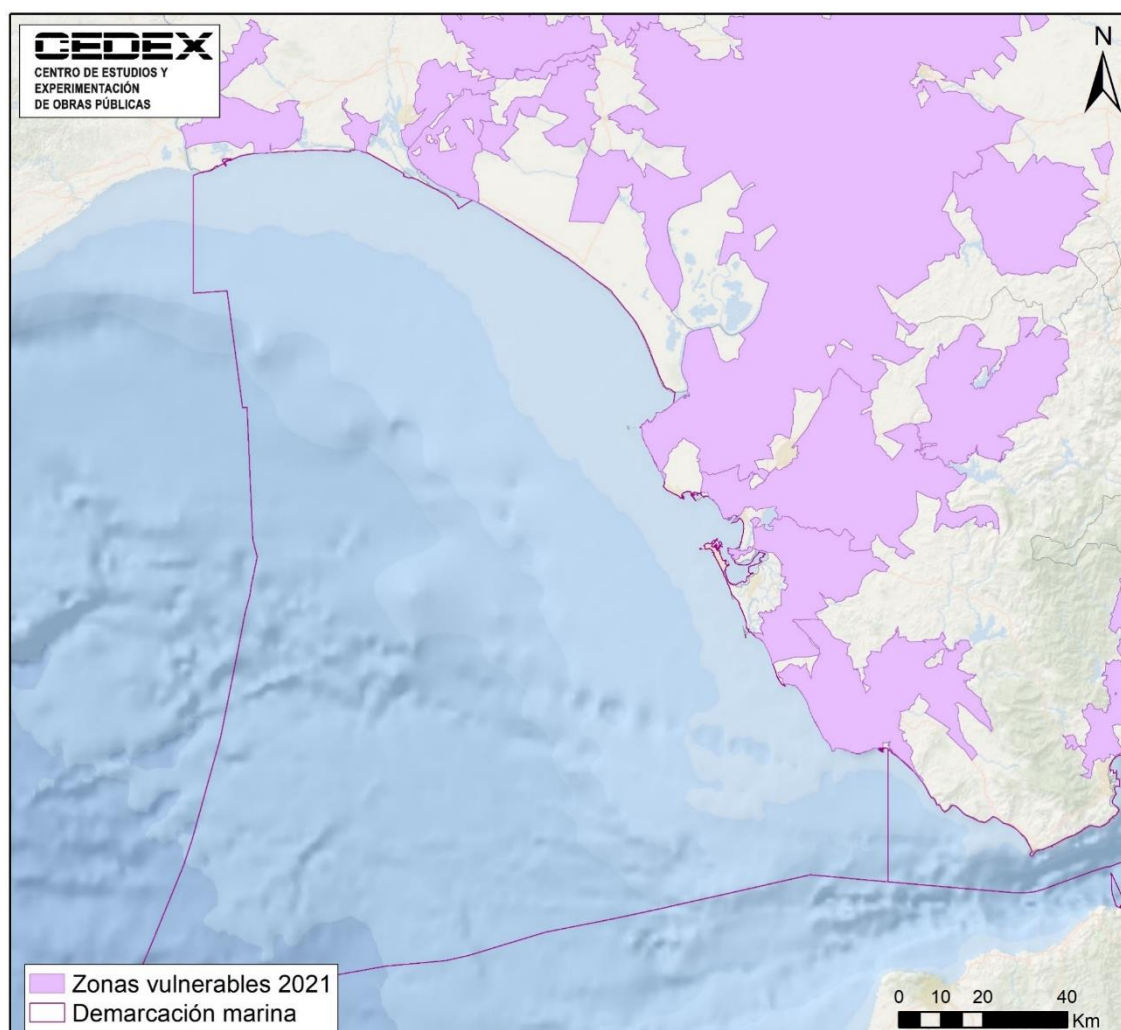 CEDEX
CENTRO DE ESTUDIOS Y
EXPERIMENTACIÓN
DE OBRAS PÚBLICAS
N
Zonas vulnerables 2021
Demarcación marina
0 10 20 40
Km